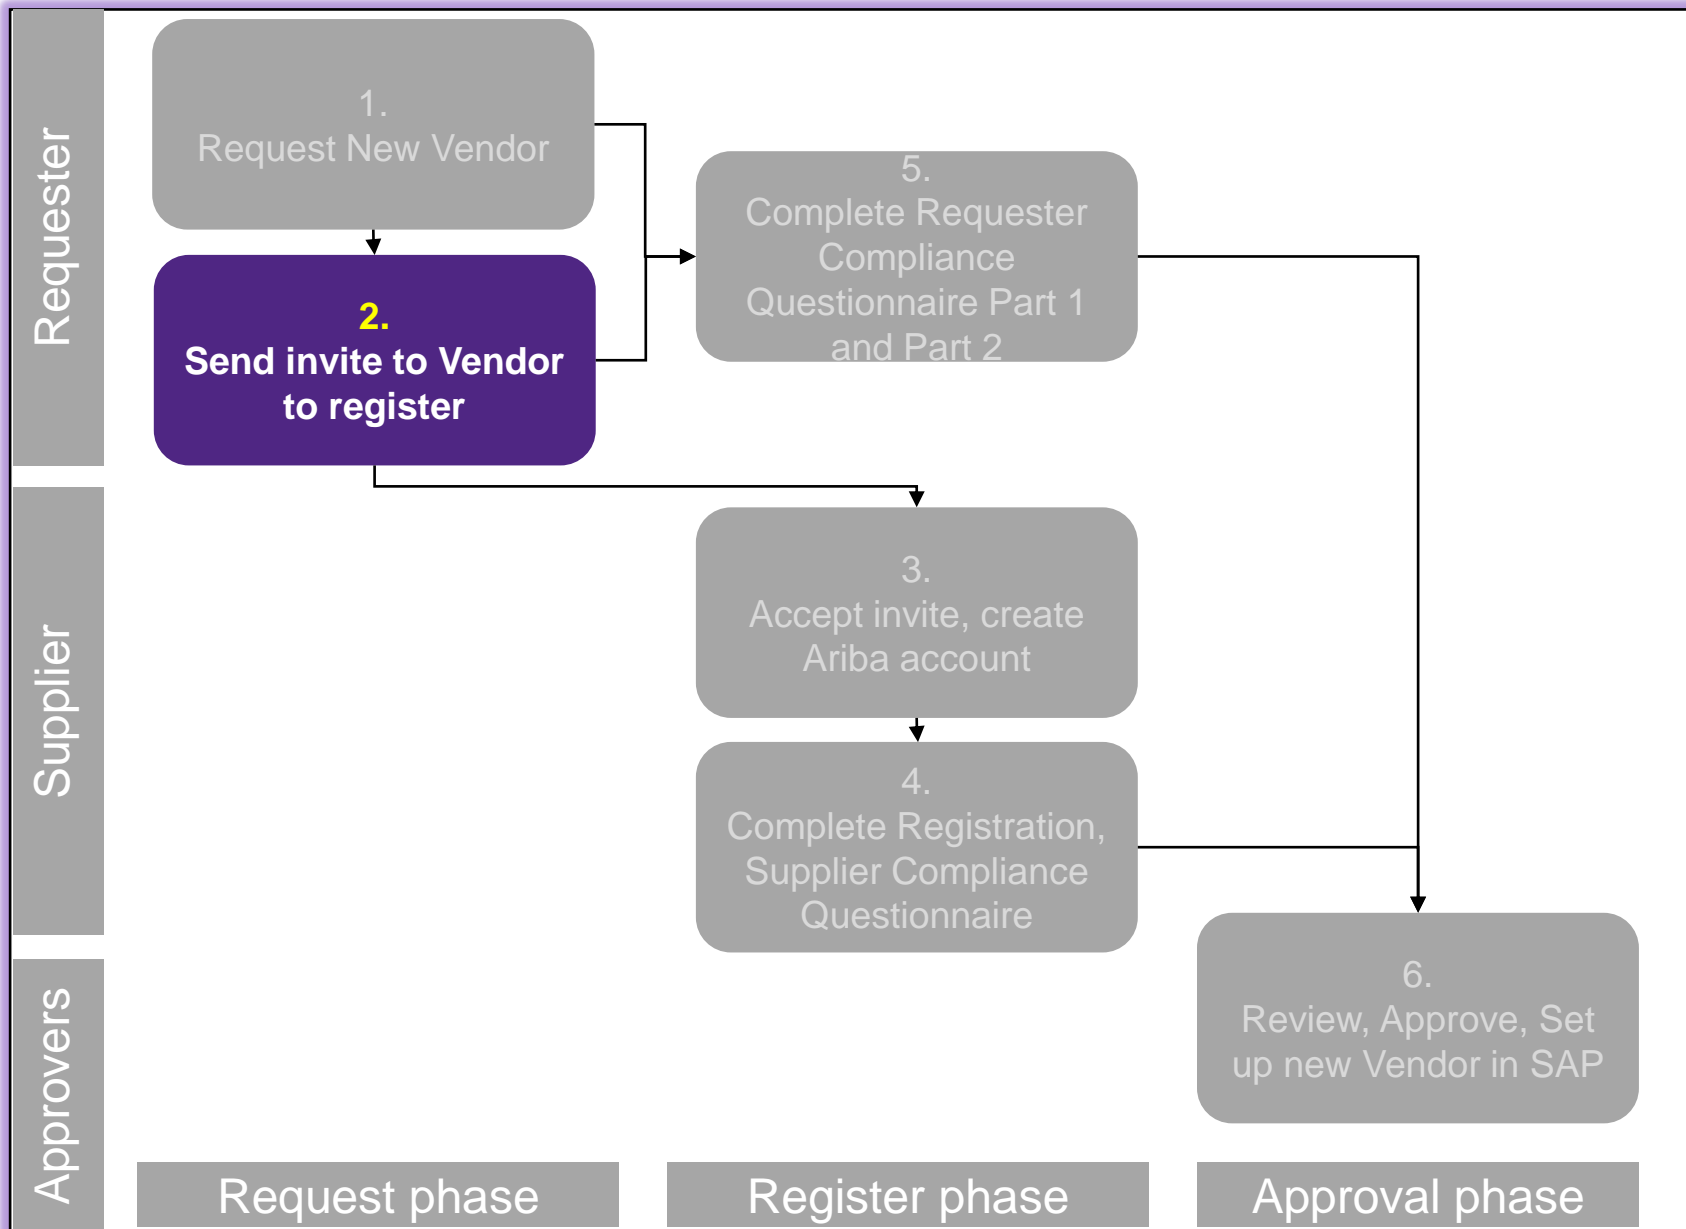 Requester
1.
Request New Vendor
2.
Send invite to Vendor
to register
5.
Complete Requester
Compliance
Questionnaire Part 1
and Part 2
Supplier
3.
Accept invite, create
Ariba account
4.
Complete Registration,
Supplier Compliance
Questionnaire
Approvers
6.
Review, Approve, Set
up new Vendor in SAP
Request phase
Register phase
Approval phase